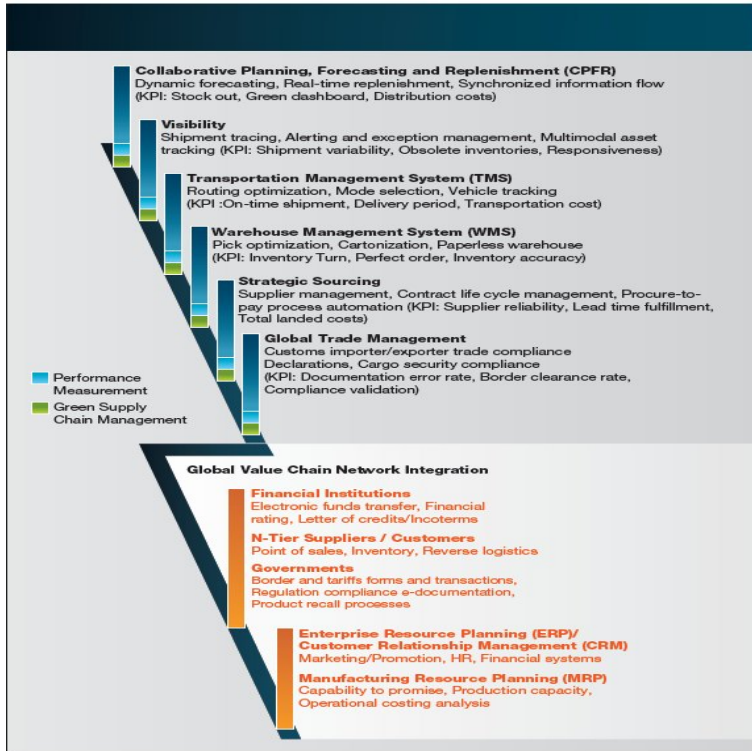 Collaborative Planning, Forecasting and Replenishment (CPFR)
Dynamic forecasting, Real-time replenishment, Synchronized information flow
(KPI: Stock out, Green dashboard, Distribution costs)
Visibility
Shipment tracing, Alerting and exception management, Multimodal asset
tracking (KPI: Shipment variability, Obsolete inventories, Responsiveness)
Transportation Management System (TMS)
Routing optimization, Mode selection, Vehicle tracking
(KPI :On-time shipment, Delivery period, Transportation cost)
Warehouse Management System (WMS)
Pick optimization, Cartonization, Paperless warehouse
(KPI: Inventory Turn, Perfect order, Inventory accuracy)
Strategic Sourcing
Supplier management, Contract life cycle management, Procure-to-
pay process automation (KPI: Supplier reliability, Lead time fulfillment,
Total landed costs)
Global Trade Management
Customs importer/exporter trade compliance
Declarations, Cargo security compliance
(KPI: Documentation error rate, Border clearance rate,
Compliance validation)
Performance
Measurement
Green Supply
Chain Management
Global Value Chain Network Integration
Financial Institutions
Electronic funds transfer, Financial
rating, Letter of credits/Incoterms
N-Tier Suppliers / Customers
Point of sales, Inventory, Reverse logistics
Governments
Border and tariffs forms and transactions,
Regulation compliance e-documentation,
Product recall processes
Enterprise Resource Planning (ERP)/
Customer Relationship Management (CRM)
Marketing/Promotion, HR, Financial systems
Manufacturing Resource Planning (MRP)
Capability to promise, Production capacity,
Operational costing analysis